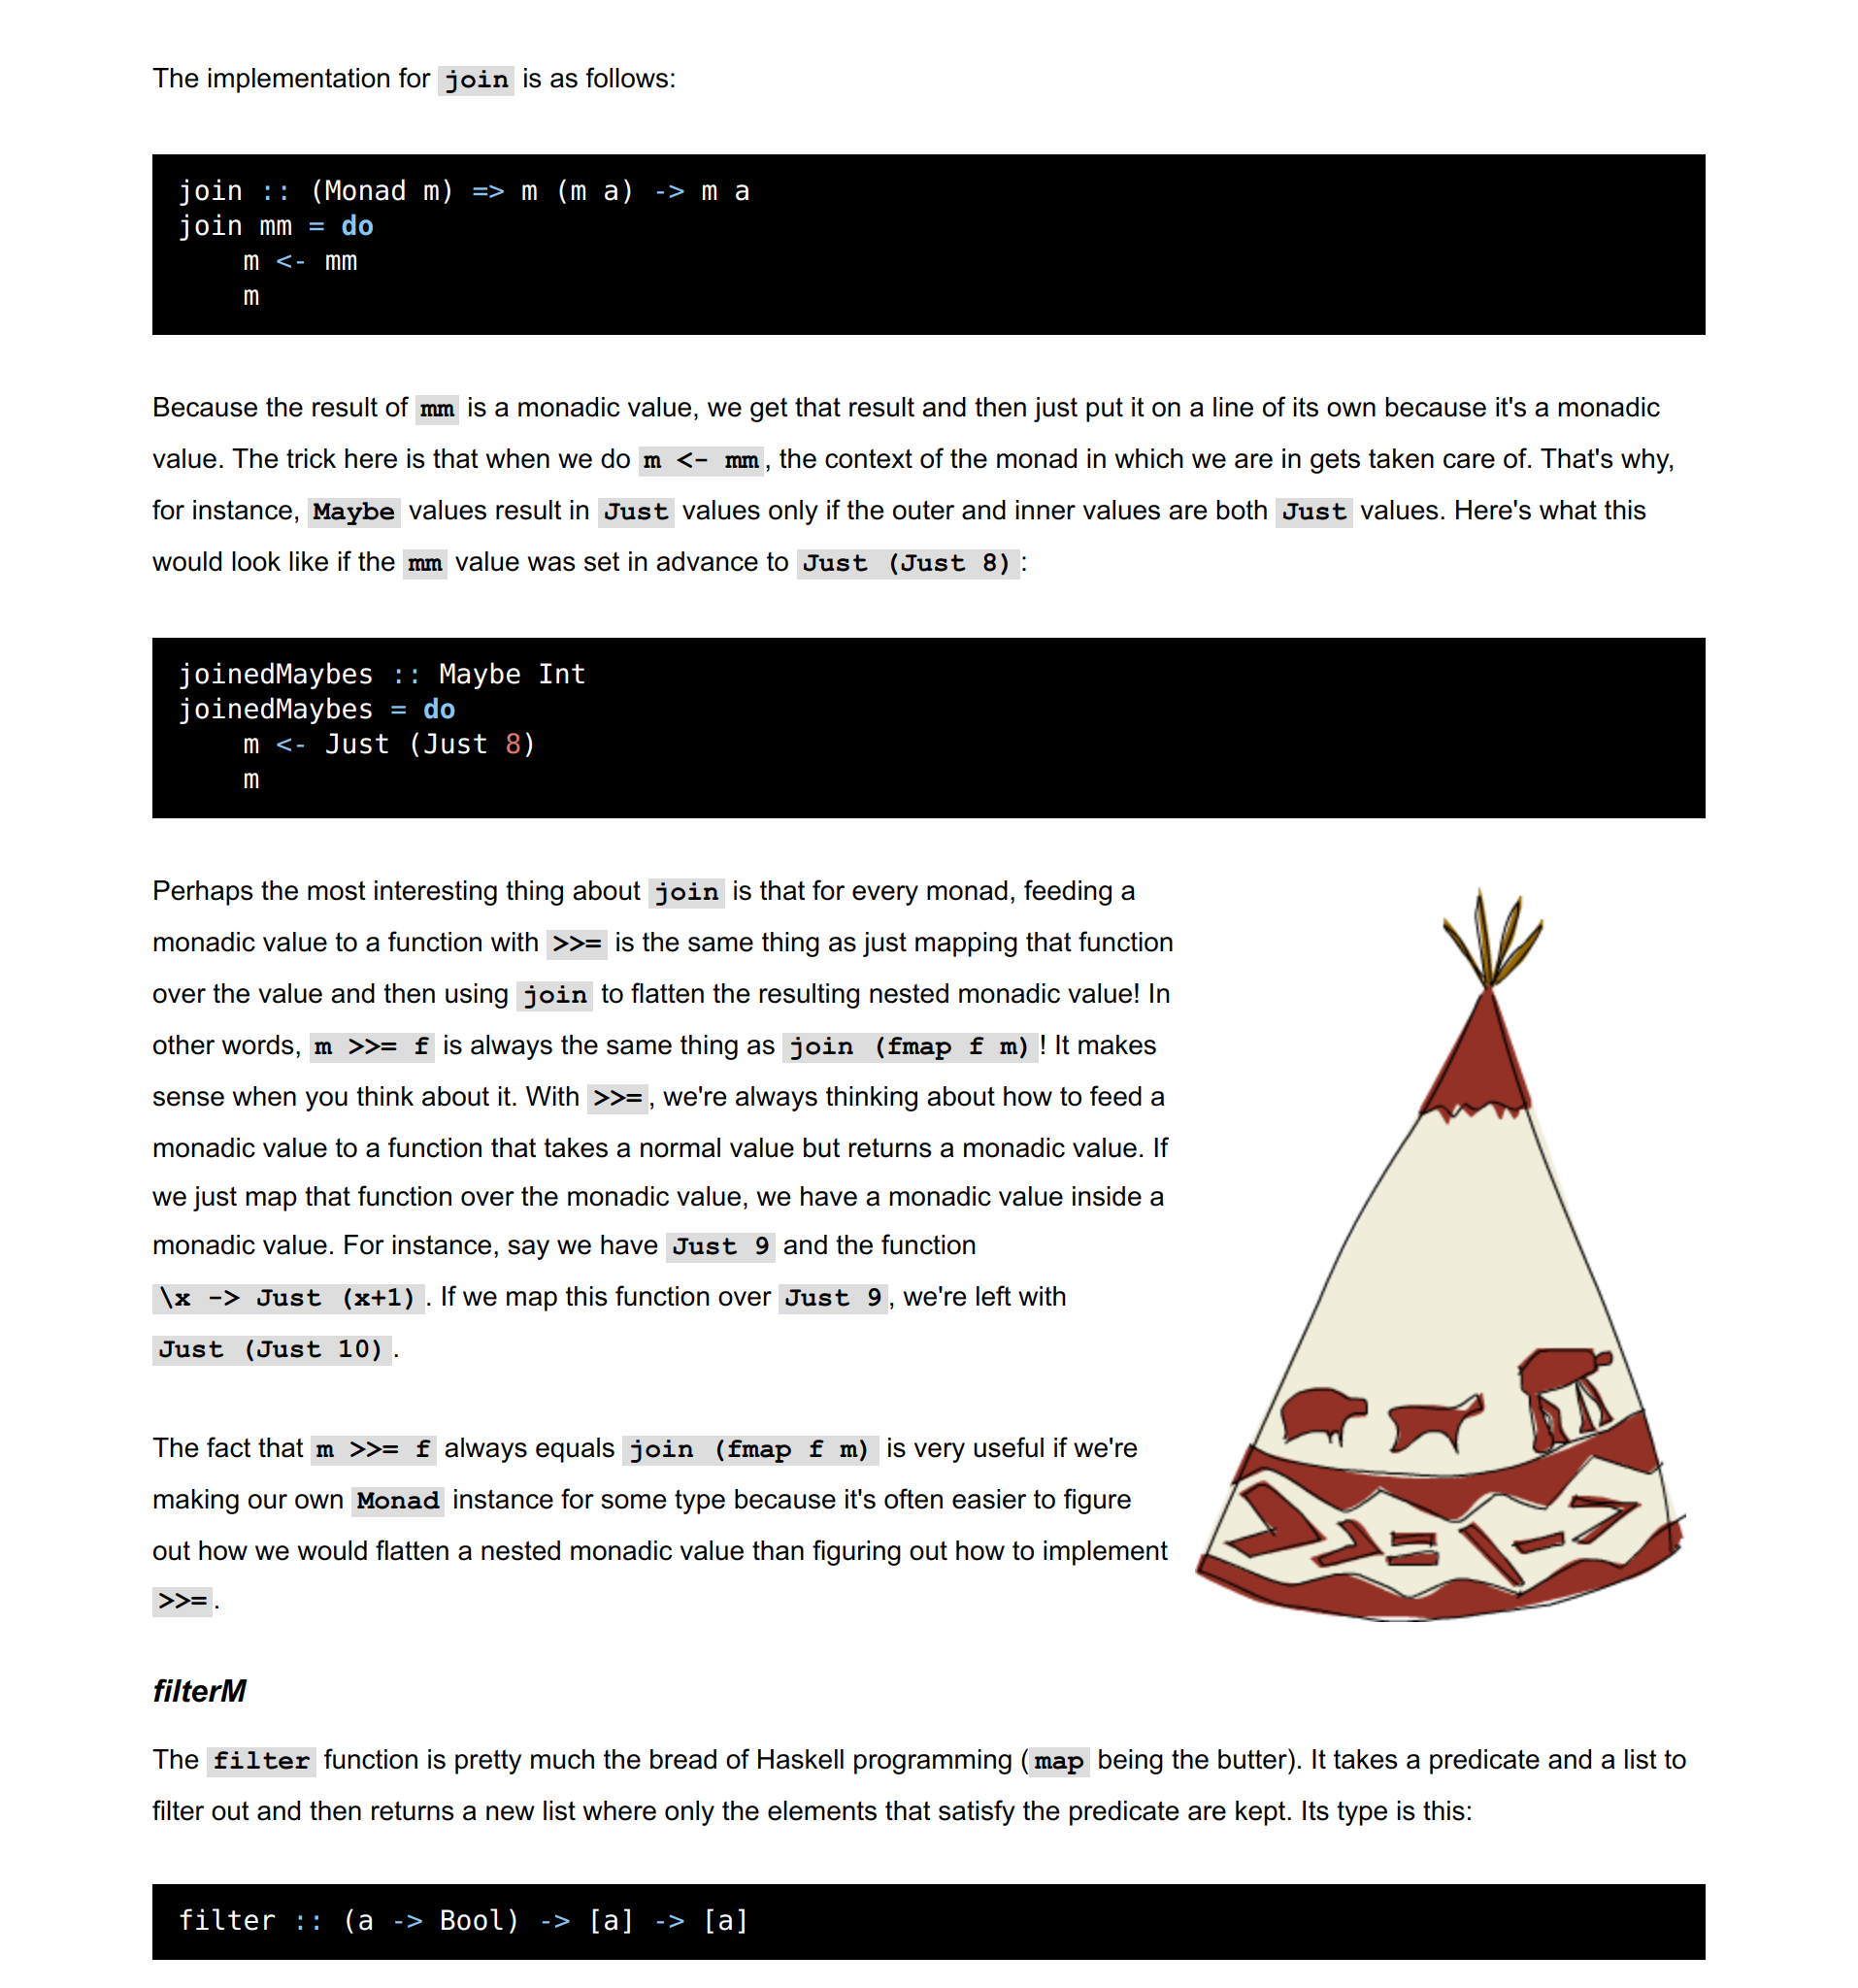 The implementation for join is as follows:
join :: (Monad m) => m (m a) -> m a
join mm = do
    m <- mm
    m
Because the result of mm is a monadic value, we get that result and then just put it on a line of its own because it's a monadic
value. The trick here is that when we do m <- mm, the context of the monad in which we are in gets taken care of. That's why,
for instance, Maybe values result in Just values only if the outer and inner values are both Just values. Here's what this
would look like if the mm value was set in advance to Just (Just 8):
joinedMaybes :: Maybe Int
joinedMaybes = do
    m <- Just (Just 8)
    m
Perhaps the most interesting thing about join is that for every monad, feeding a
monadic value to a function with >>= is the same thing as just mapping that function
over the value and then using join to flatten the resulting nested monadic value! In
other words, m >>= f is always the same thing as join (fmap f m)! It makes
sense when you think about it. With >>=, we're always thinking about how to feed a
monadic value to a function that takes a normal value but returns a monadic value. If
we just map that function over the monadic value, we have a monadic value inside a
monadic value. For instance, say we have Just 9 and the function
\x -> Just (x+1). If we map this function over Just 9, we're left with
Just (Just 10).
The fact that m >>= f always equals join (fmap f m) is very useful if we're
making our own Monad instance for some type because it's often easier to figure
out how we would flatten a nested monadic value than figuring out how to implement
>>=.
>>=\->
filterM
The filter function is pretty much the bread of Haskell programming (map being the butter). It takes a predicate and a list to
filter out and then returns a new list where only the elements that satisfy the predicate are kept. Its type is this:
filter :: (a -> Bool) -> [a] -> [a]